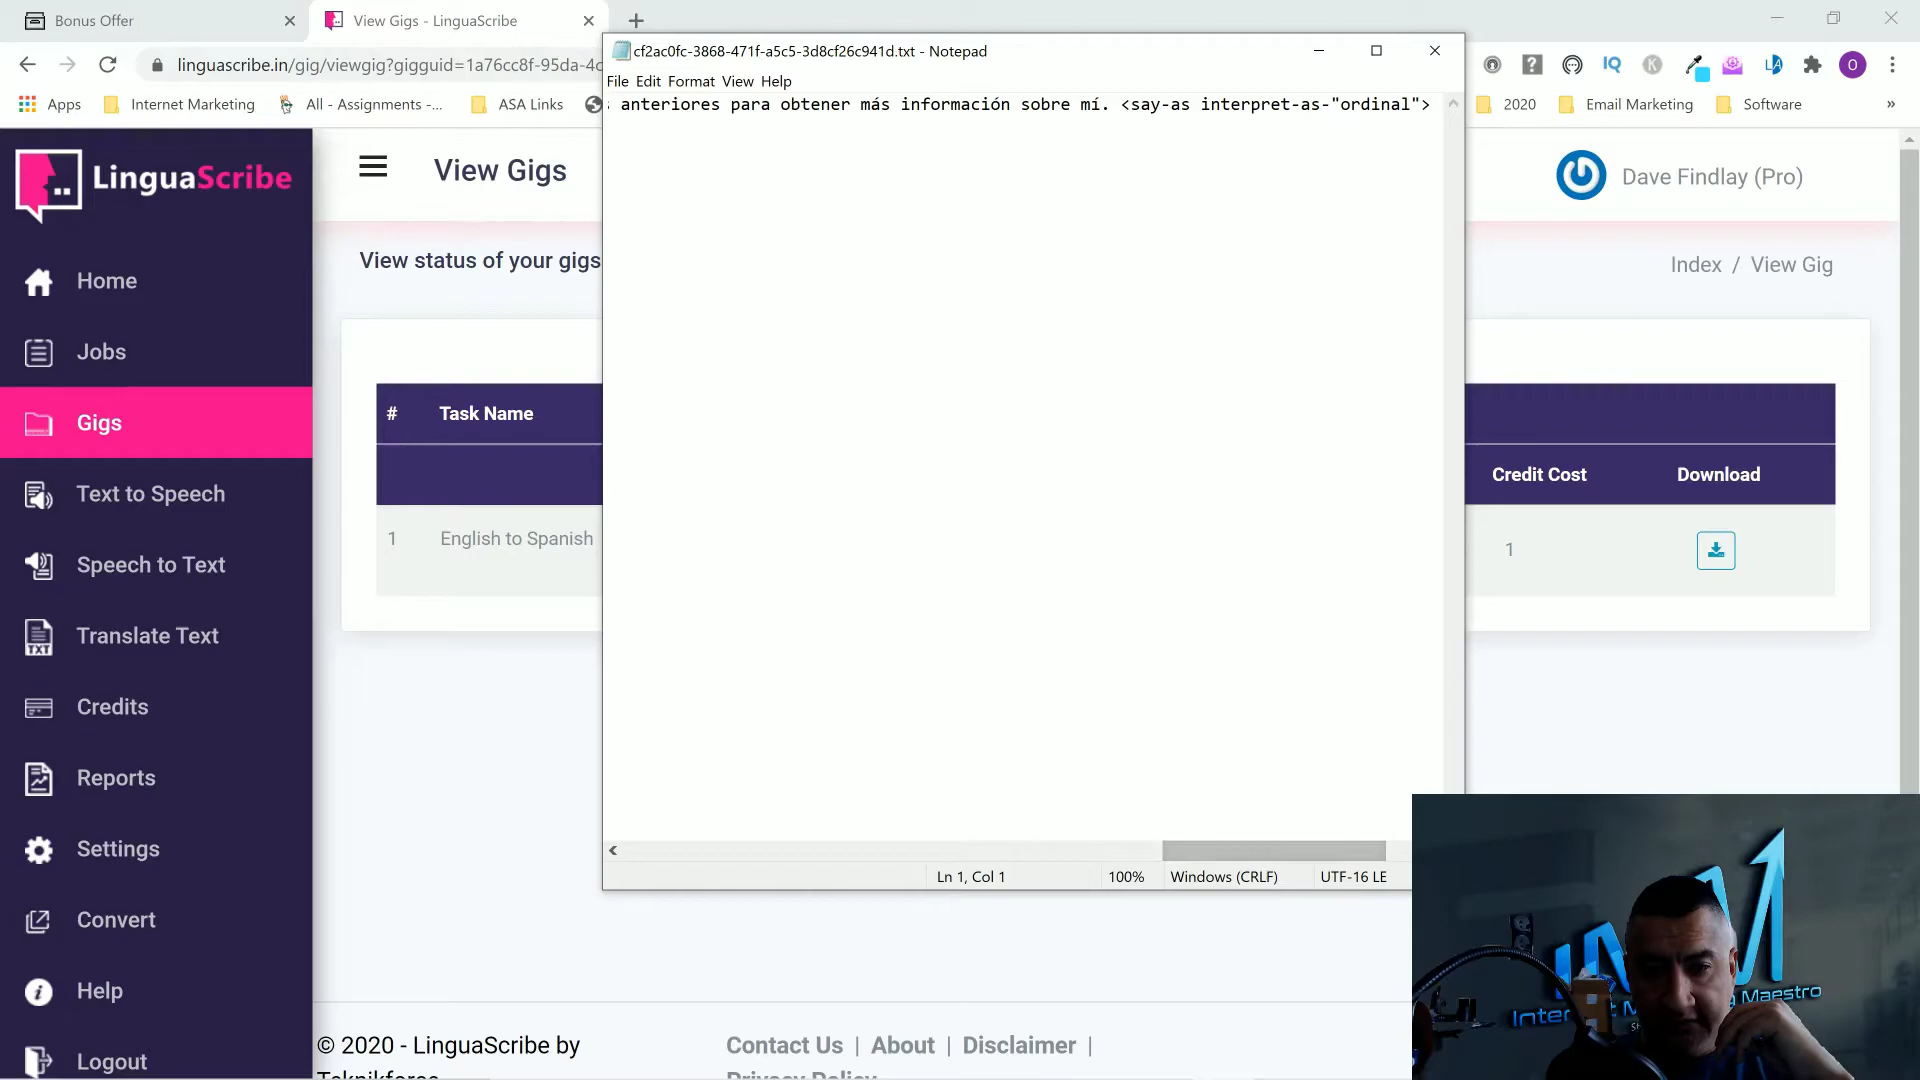 Bonus Offer
View Gigs - LinguaScribe
linguascribe.in/gig/viewgig?gigguid=1a76cc8f-95da-4c
cf2ac0fc-3868-471f-a5c5-3d8cf26c941d.txt - Notepad
File Edit Format View Help
anteriores para obtener más información sobre mí. <say-as interpret-as-"ordinal">
Apps
Internet Marketing
All - Assignments -...
ASA Links
2020
Email Marketing
Software
»
IQ
K
O
LinguaScribe
View Gigs
Dave Findlay (Pro)
View status of your gigs
Index / View Gig
Home
Jobs
Gigs
Text to Speech
Speech to Text
Translate Text
Credits
Reports
Settings
Convert
Help
Logout
# Task Name
Credit Cost Download
1 English to Spanish 1
Ln 1, Col 1 100% Windows (CRLF) UTF-16 LE
© 2020 - LinguaScribe by
Teknikforce
Contact Us | About | Disclaimer |
Privacy Policy
Maestro